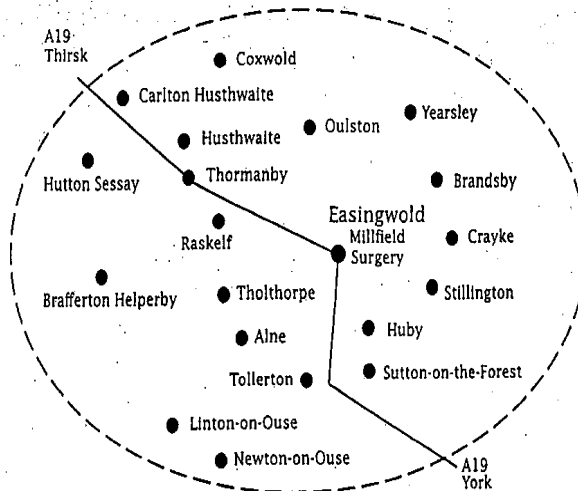 A19
Thirsk
Coxwold
Carlton Husthwaite
Yearsley
Oulston
Husthwaite
Thormanby
Hutton Sessay
Brandsby
Easingwold
Millfield
Surgery
Raskelf
Crayke
Brafferton Helperby
Tholthorpe
Stillington
Huby
Alne
Tollerton
Sutton-on-the-Forest
Linton-on-Ouse
Newton-on-Ouse
A19
York